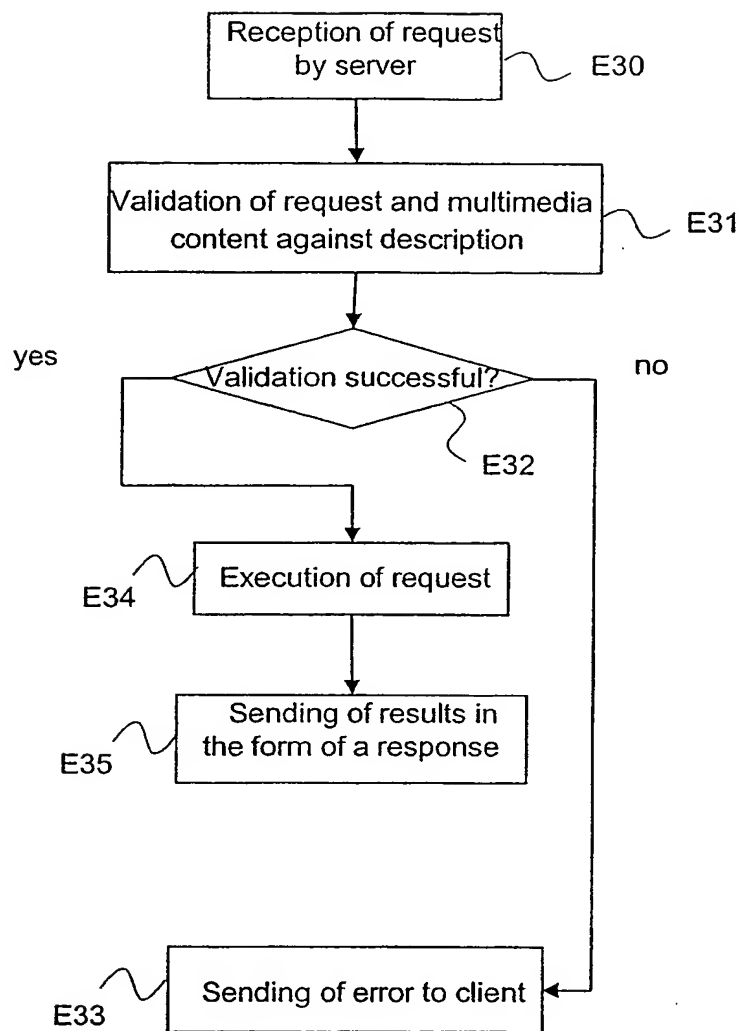 Reception of request
by server
E30
Validation of request and multimedia
content against description
E31
yes
Validation successful?
no
E32
Execution of request
E34
Sending of results in
the form of a response
E35
Sending of error to client
E33